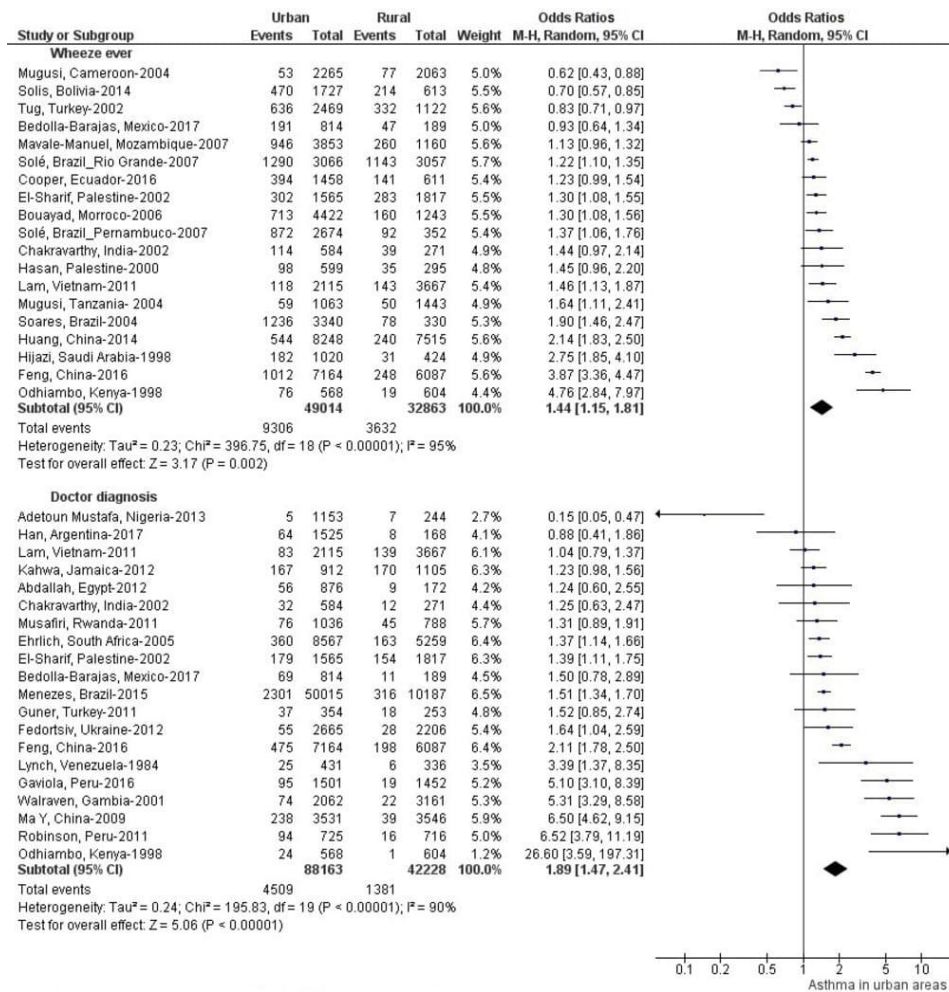 Urban Rural Odds Ratios Odds Ratios
Study or Subgroup Events Total Events Total Weight M-H, Random, 95% CI M-H, Random, 95% CI
Wheeze ever
Mugusi, Cameroon-2004 53 2265 77 2063 5.0% 0.62 [0.43, 0.88]
Solis, Bolivia-2014 470 1727 214 613 5.4% 0.70 [0.57, 0.85]
Tug, Turkey-2002 636 2469 332 1122 5.5% 0.83 [0.71, 0.97]
Bedolla-Barajas, Mexico-2017 191 814 47 189 5.0% 0.93 [0.64, 1.34]
Mavale-Manuel, Mozambique-2007 946 3853 260 1160 5.5% 1.13 [0.96, 1.32]
Solé, Brazil_Rio Grande-2007 1290 3066 1143 3057 5.6% 1.22 [1.10, 1.35]
Cooper, Ecuador-2016 394 1458 141 611 5.4% 1.23 [0.99, 1.54]
El-Sharif, Palestine-2002 302 1565 283 1817 5.5% 1.30 [1.08, 1.55]
Bouayad, Morroco-2006 713 4422 160 1243 5.5% 1.30 [1.08, 1.56]
Solé, Brazil_Pernambuco-2007 872 2674 92 352 5.3% 1.37 [1.06, 1.76]
Chakravarthy, India-2002 114 584 39 271 4.9% 1.44 [0.97, 2.14]
Hasan, Palestine-2000 98 599 35 295 4.8% 1.45 [0.96, 2.20]
Lam, Vietnam-2011 118 2115 143 3667 5.3% 1.46 [1.13, 1.87]
Mugusi, Tanzania- 2004 59 1063 50 1443 4.9% 1.64 [1.11, 2.41]
Soares, Brazil-2004 1236 3340 78 330 5.3% 1.90 [1.46, 2.47]
Huang, China-2014 544 8248 240 7515 5.5% 2.14 [1.83, 2.50]
Hijazi, Saudi Arabia-1998 182 1020 31 424 4.9% 2.75 [1.85, 4.10]
Feng, China-2016 1012 7164 248 6087 5.5% 3.87 [3.36, 4.47]
Odhiambo, Kenya-1998 76 568 19 604 4.4% 4.76 [2.84, 7.97]
Subtotal (95% CI) 49014 32863 100.0% 1.44 [1.15, 1.81]
Total events 9306 3632
Heterogeneity: Tau² = 0.23; Chi² = 396.75, df = 18 (P < 0.00001); I² = 95%
Test for overall effect: Z = 3.17 (P = 0.002)
Doctor diagnosis
Adetoun Mustafa, Nigeria-2013 5 1153 7 244 2.7% 0.15 [0.05, 0.47]
Han, Argentina-2017 64 1525 8 168 4.1% 0.88 [0.41, 1.86]
Lam, Vietnam-2011 83 2115 139 3667 6.1% 1.04 [0.79, 1.37]
Kahwa, Jamaica-2012 167 912 170 1105 6.2% 1.23 [0.98, 1.56]
Abdallah, Egypt-2012 56 876 9 172 4.2% 1.24 [0.60, 2.55]
Chakravarthy, India-2002 32 584 12 271 4.4% 1.25 [0.63, 2.47]
Musafiri, Rwanda-2011 76 1036 45 788 5.7% 1.31 [0.89, 1.91]
Ehrlich, South Africa-2005 360 8567 163 5259 6.4% 1.37 [1.14, 1.66]
El-Sharif, Palestine-2002 179 1565 154 1817 6.3% 1.39 [1.11, 1.75]
Bedolla-Barajas, Mexico-2017 69 814 11 189 4.5% 1.50 [0.78, 2.89]
Menezes, Brazil-2015 2301 50015 316 10187 6.5% 1.51 [1.34, 1.70]
Guner, Turkey-2011 37 354 18 253 4.8% 1.52 [0.85, 2.74]
Fedortsiv, Ukraine-2012 55 2665 28 2206 5.3% 1.64 [1.04, 2.59]
Feng, China-2016 475 7164 198 6087 6.4% 2.11 [1.78, 2.50]
Lynch, Venezuela-1984 25 431 6 336 3.5% 3.39 [1.37, 8.35]
Gaviola, Peru-2016 95 1501 19 1452 5.2% 5.10 [3.10, 8.39]
Walraven, Gambia-2001 74 2062 22 3161 5.3% 5.31 [3.29, 8.58]
Ma Y, China-2009 238 3531 39 3546 5.9% 6.50 [4.62, 9.15]
Robinson, Peru-2011 94 725 16 716 5.0% 6.52 [3.79, 11.19]
Odhiambo, Kenya-1998 24 568 1 604 1.2% 26.60 [3.59, 197.31]
Subtotal (95% CI) 88163 42228 100.0% 1.89 [1.47, 2.41]
Total events 4509 1381
Heterogeneity: Tau² = 0.24; Chi² = 195.83, df = 19 (P < 0.00001); I² = 90%
Test for overall effect: Z = 5.06 (P < 0.00001)
0.1 0.2 0.5 1 2 5 10
Asthma in urban areas